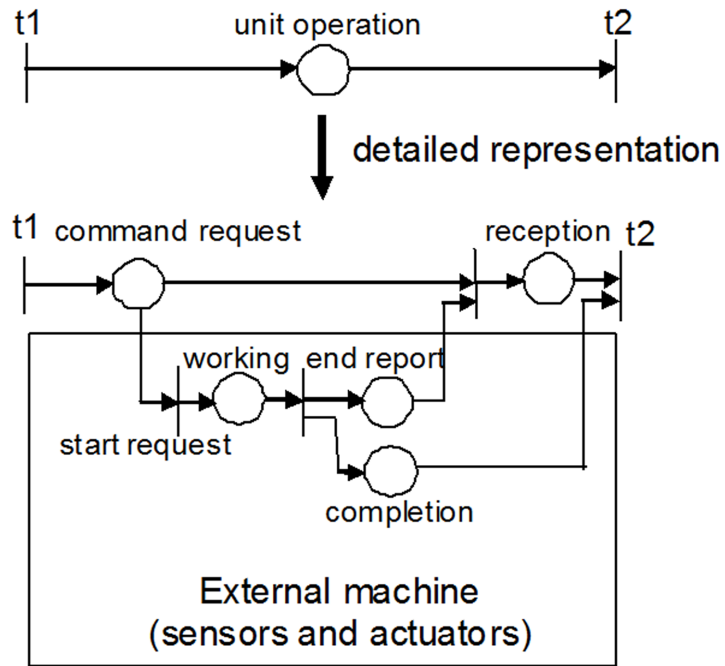 t1 unit operation t2
detailed representation
t1 command request reception t2
working end report
start request
completion
External machine
(sensors and actuators)